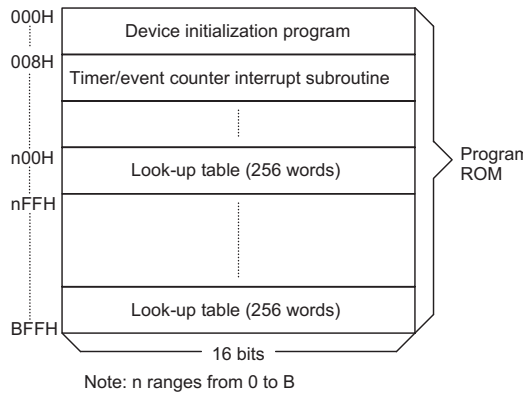 000H
Device initialization program
008H
Timer/event counter interrupt subroutine
n00H
Look-up table (256 words)
nFFH
Program
ROM
Look-up table (256 words)
BFFH
16 bits
Note: n ranges from 0 to B